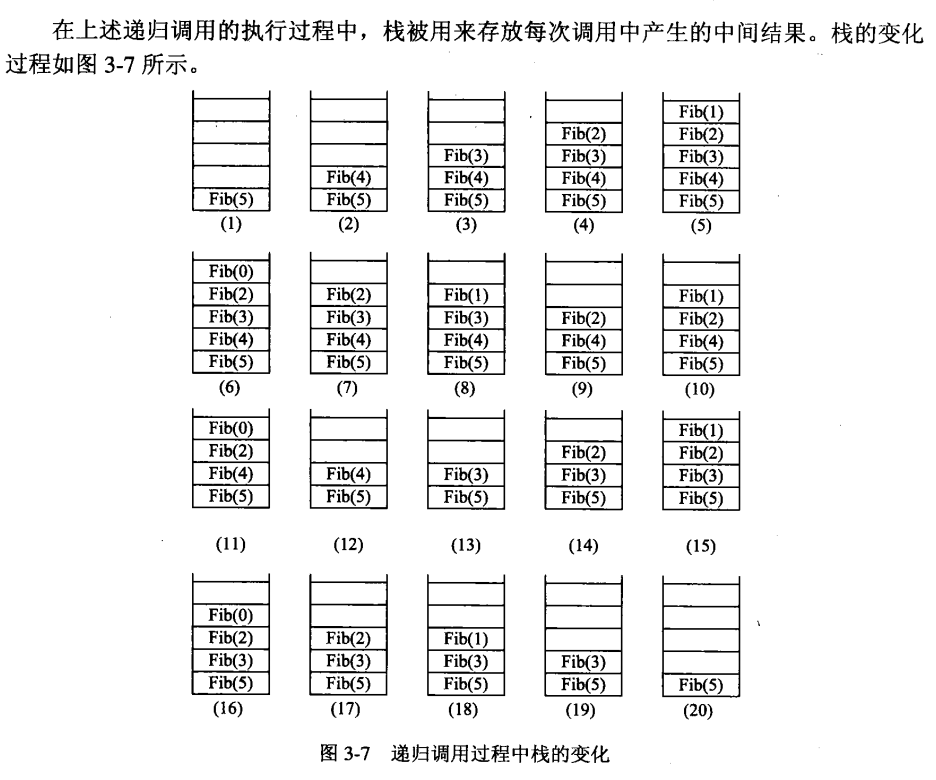 在上述递归调用的执行过程中，栈被用来存放每次调用中产生的中间结果。栈的变化
过程如图 3-7 所示。
Fib(1)
Fib(2) Fib(2)
Fib(3) Fib(3) Fib(3)
Fib(4) Fib(4) Fib(4) Fib(4)
Fib(5) Fib(5) Fib(5) Fib(5) Fib(5)
(1) (2) (3) (4) (5)
Fib(0)
Fib(2) Fib(2) Fib(1) Fib(1)
Fib(3) Fib(3) Fib(3) Fib(2) Fib(2)
Fib(4) Fib(4) Fib(4) Fib(4) Fib(4)
Fib(5) Fib(5) Fib(5) Fib(5) Fib(5)
(6) (7) (8) (9) (10)
Fib(0) Fib(1)
Fib(2) Fib(2) Fib(2)
Fib(4) Fib(4) Fib(3) Fib(3) Fib(3)
Fib(5) Fib(5) Fib(5) Fib(5) Fib(5)
(11) (12) (13) (14) (15)
Fib(0)
Fib(2) Fib(2) Fib(1)
Fib(3) Fib(3) Fib(3) Fib(3)
Fib(5) Fib(5) Fib(5) Fib(5) Fib(5)
(16) (17) (18) (19) (20)
图 3-7 递归调用过程中栈的变化